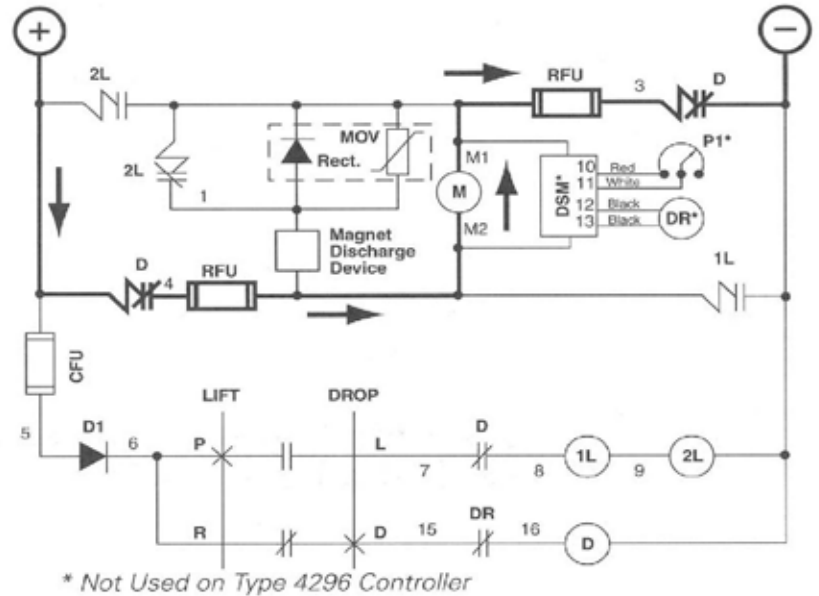 +
−
2L
RFU
3
D
MOV
Rect.
2L
1
M1
M
M2
DSM*
10 Red
11 White
12 Black
13 Black
P1*
DR*
Magnet
Discharge
Device
D
4
RFU
1L
CFU
LIFT
DROP
5
D1
6
P
L
7
D
8
1L
9
2L
R
D
15
DR
16
D
* Not Used on Type 4296 Controller